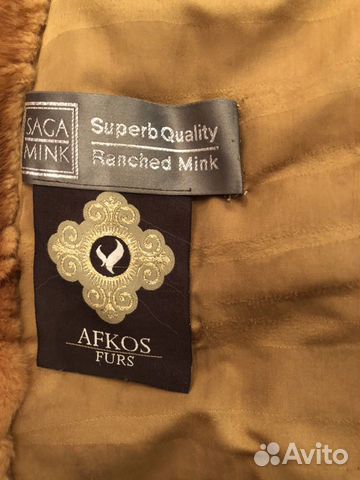 SAGA
MINK
Superb Quality
Ranched Mink
AFKOS
FURS
Avito